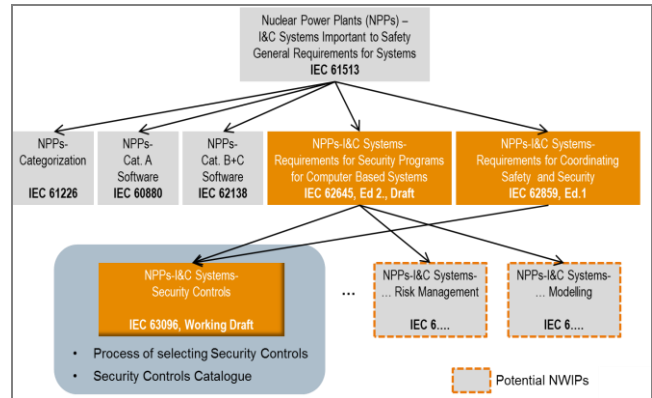 Nuclear Power Plants (NPPs) –
I&C Systems Important to Safety
General Requirements for Systems
IEC 61513
NPPs-
Categorization
IEC 61226
NPPs-
Cat. A
Software
IEC 60880
NPPs-
Cat. B+C
Software
IEC 62138
NPPs-I&C Systems-
Requirements for Security Programs
for Computer Based Systems
IEC 62645, Ed 2., Draft
NPPs-I&C Systems-
Requirements for Coordinating
Safety and Security
IEC 62859, Ed.1
NPPs-I&C Systems-
Security Controls
IEC 63096, Working Draft
• Process of selecting Security Controls
• Security Controls Catalogue
...
NPPs-I&C Systems-
... Risk Management
IEC 6....
NPPs-I&C Systems-
... Modelling
IEC 6....
Potential NWIPs